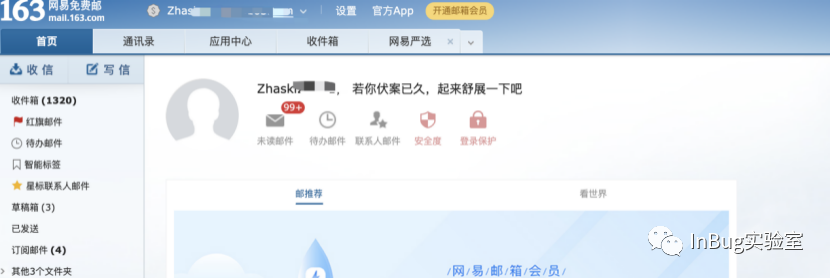 163 网易免费邮
mail.163.com
Zhas
设置
官方App
开通邮箱会员
首页
通讯录
应用中心
收件箱
网易严选
收信
写信
收件箱 (1320)
红旗邮件
待办邮件
智能标签
星标联系人邮件
草稿箱 (3)
已发送
订阅邮件 (4)
其他3个文件夹
Zhask ， 若你伏案已久，起来舒展一下吧
99+
未读邮件
待办邮件
联系人邮件
安全度
登录保护
邮推荐
看世界
/网/易/邮/箱/会/员/
InBug实验室